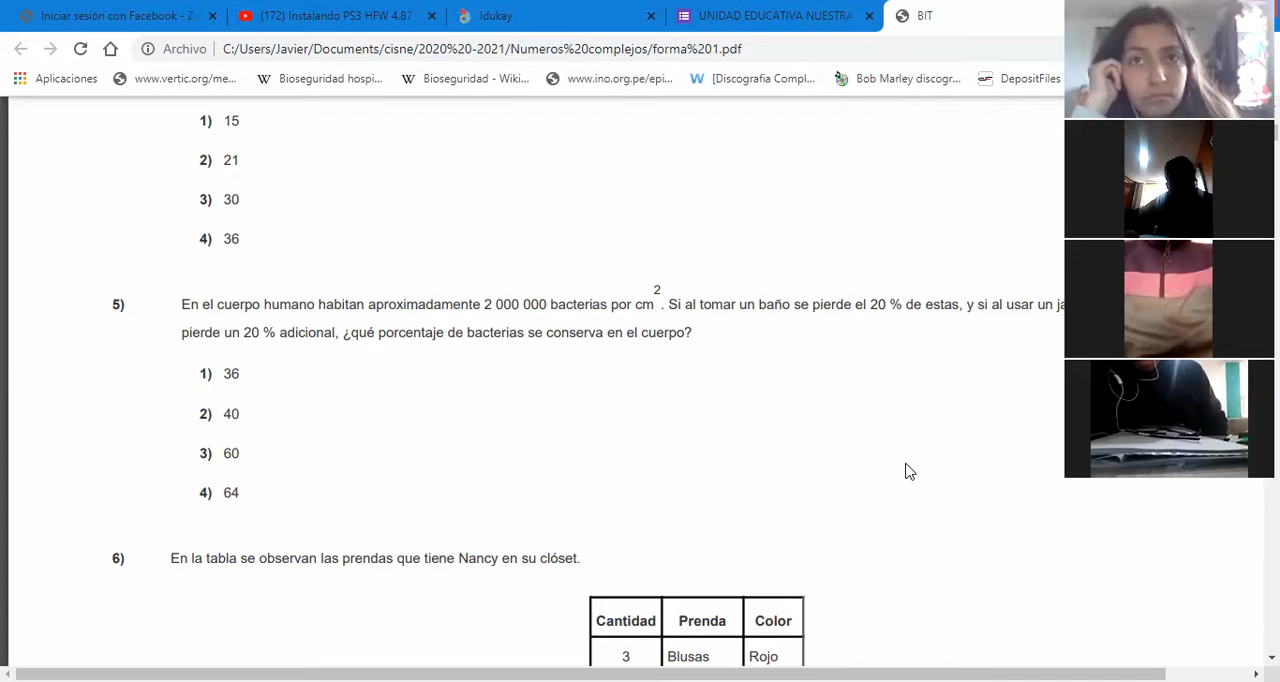 Iniciar sesión con Facebook - Z
(172) Instalando PS3 HFW 4.87
Idukay
UNIDAD EDUCATIVA NUESTRA
BIT
Archivo
C:/Users/Javier/Documents/cisne/2020%20-2021/Numeros%20complejos/forma%201.pdf
Aplicaciones
www.vertic.org/me...
Bioseguridad hospi...
Bioseguridad - Wiki...
www.ino.org.pe/epi...
[Discografia Compl...
Bob Marley discogr...
DepositFiles
1) 15
2) 21
3) 30
4) 36
5) En el cuerpo humano habitan aproximadamente 2 000 000 bacterias por cm2. Si al tomar un baño se pierde el 20 % de estas, y si al usar un ja
pierde un 20 % adicional, ¿qué porcentaje de bacterias se conserva en el cuerpo?
1) 36
2) 40
3) 60
4) 64
6) En la tabla se observan las prendas que tiene Nancy en su clóset.
Cantidad Prenda Color
3 Blusas Rojo